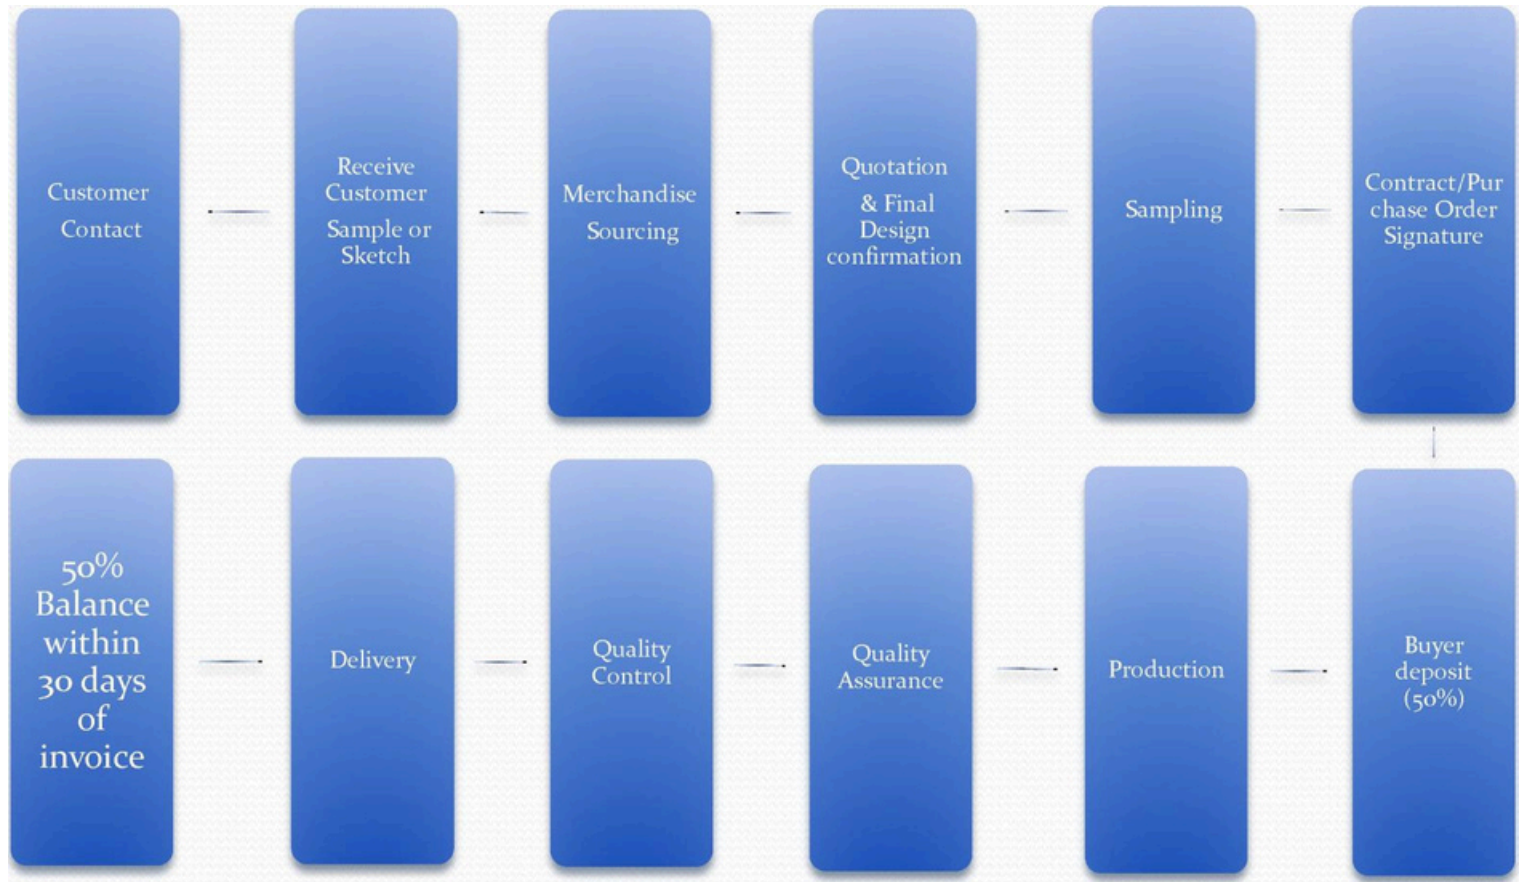 Customer
Contact
Receive
Customer
Sample or
Sketch
Merchandise
Sourcing
Quotation
& Final
Design
confirmation
Sampling
Contract/Pur
chase Order
Signature
50%
Balance
within
30 days
of
invoice
Delivery
Quality
Control
Quality
Assurance
Production
Buyer
deposit
(50%)